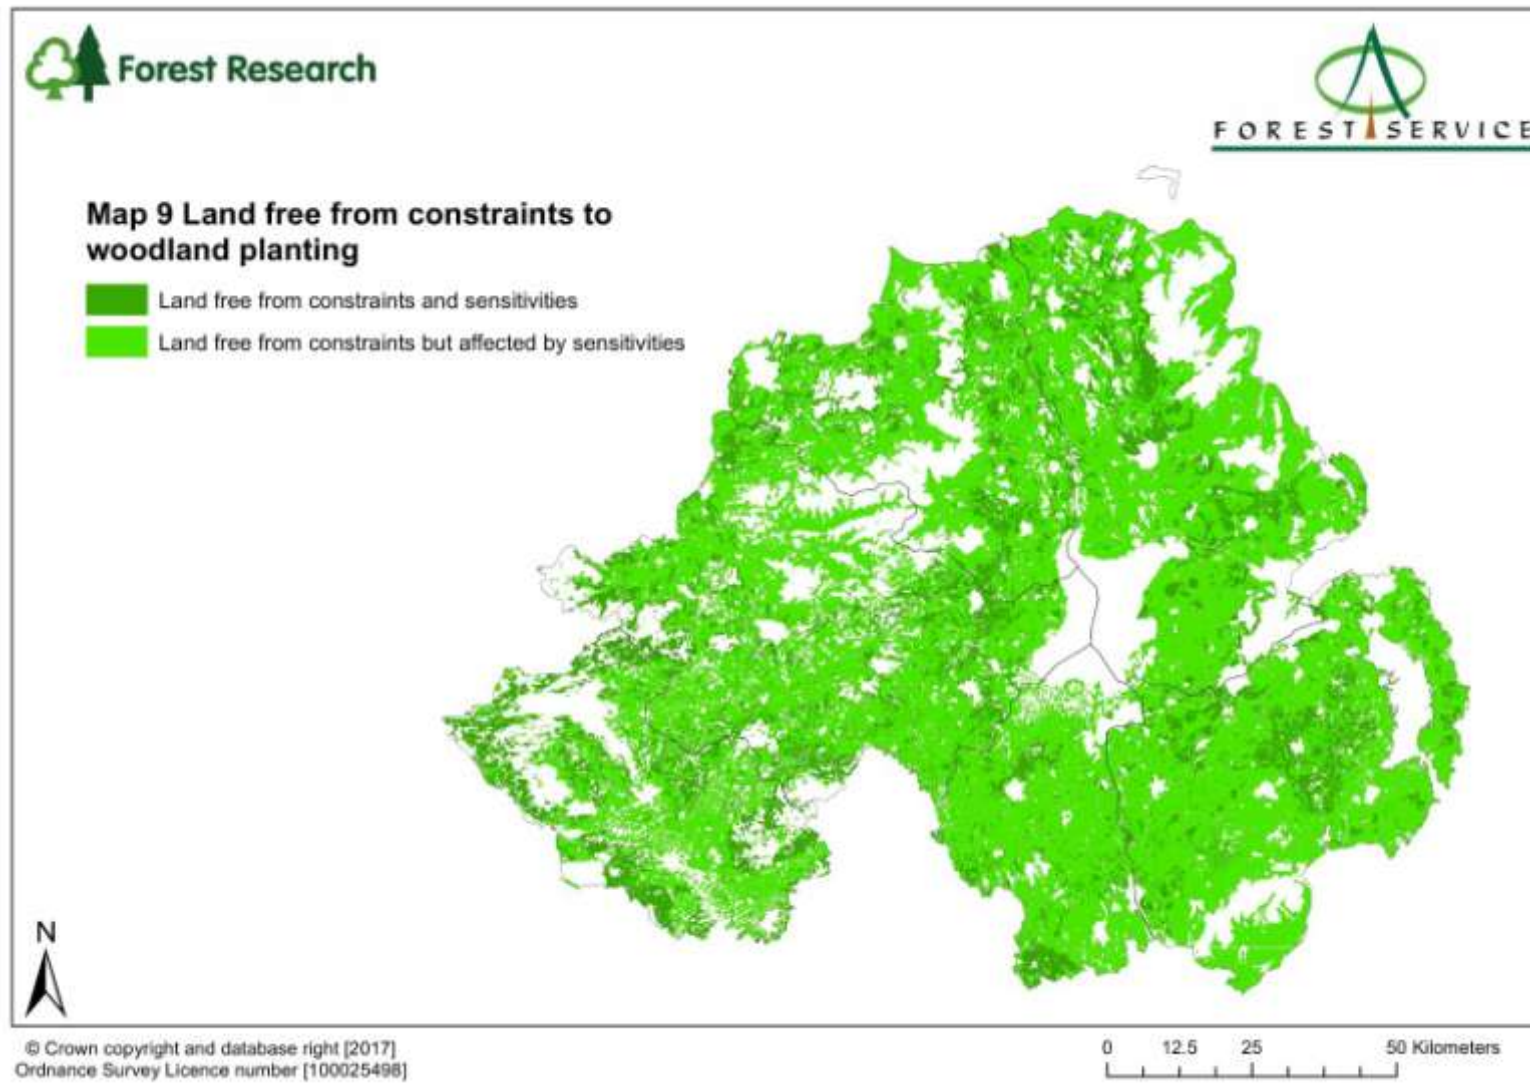 Forest Research
FOREST SERVICE
Map 9 Land free from constraints to
woodland planting
Land free from constraints and sensitivities
Land free from constraints but affected by sensitivities
N
© Crown copyright and database right [2017]
Ordnance Survey Licence number [100025498]
0 12.5 25 50 Kilometers